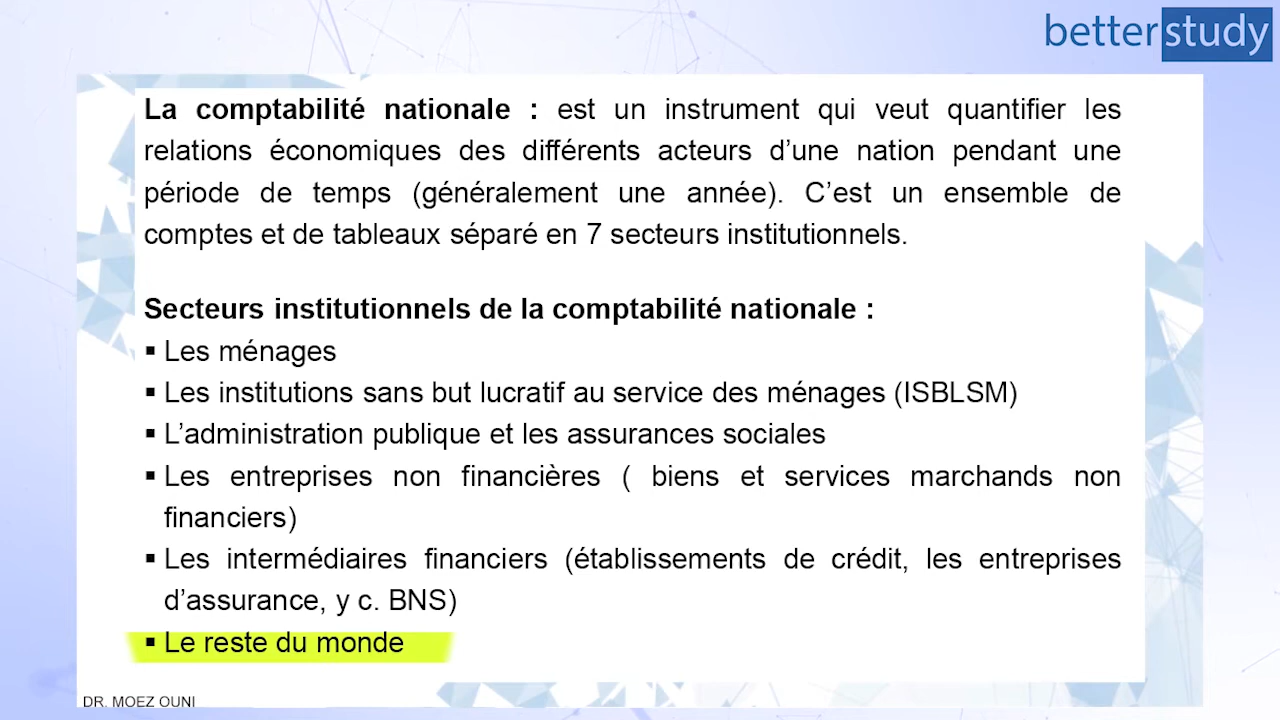 betterstudy
La comptabilité nationale : est un instrument qui veut quantifier les
relations économiques des différents acteurs d’une nation pendant une
période de temps (généralement une année). C’est un ensemble de
comptes et de tableaux séparé en 7 secteurs institutionnels.
Secteurs institutionnels de la comptabilité nationale :
▪ Les ménages
▪ Les institutions sans but lucratif au service des ménages (ISBLSM)
▪ L’administration publique et les assurances sociales
▪ Les entreprises non financières ( biens et services marchands non
financiers)
▪ Les intermédiaires financiers (établissements de crédit, les entreprises
d’assurance, y c. BNS)
▪ Le reste du monde
DR. MOEZ OUNI